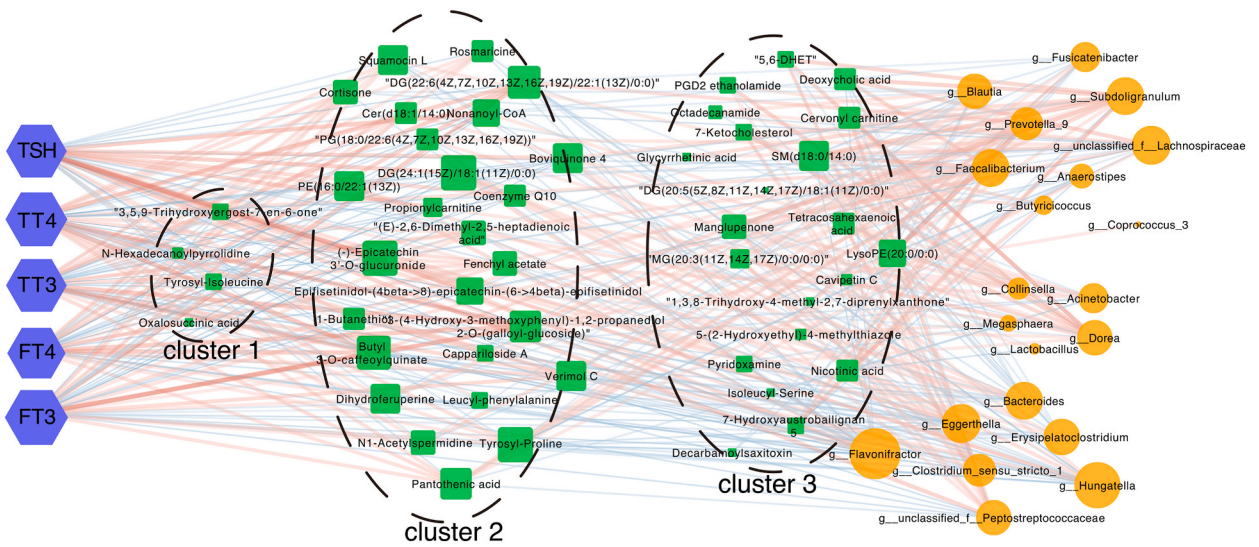 TSH
TT4
TT3
FT4
FT3
"3,5,9-Trihydroxyergost-7-en-6-one"
N-Hexadecanoylpyrrolidine
Tyrosyl-Isoleucine
Oxalosuccinic acid
cluster 1
Squamocin L
Rosmaricine
"DG(22:6(4Z,7Z,10Z,13Z,16Z,19Z)/22:1(13Z)/0:0)"
Cortisone
Cer(d18:1/14:0)
Nonanoyl-CoA
"PG(18:0/22:6(4Z,7Z,10Z,13Z,16Z,19Z))"
Boviquinone 4
DG(24:1(15Z)/18:1(11Z)/0:0)
PE(16:0/22:1(13Z))
Coenzyme Q10
Propionylcarnitine
"(E)-2,6-Dimethyl-2,5-heptadienoic
acid"
(-)-Epicatechin
3'-O-glucuronide
Fenchyl acetate
Epifisetinidol-(4beta->8)-epicatechin-(6->4beta)-epifisetinidol
1-Butanethiol
(4-Hydroxy-3-methoxyphenyl)-1,2-propanediol
2-O-(galloyl-glucoside)"
Butyl
3-O-caffeoylquinate
Cappariloside A
Verimol C
Dihydroferuperine
Leucyl-phenylalanine
N1-Acetylspermidine
Tyrosyl-Proline
Pantothenic acid
cluster 2
"5,6-DHET"
PGD2 ethanolamide
Deoxycholic acid
Octadecanamide
Cervonyl carnitine
7-Ketocholesterol
Glycyrrhetinic acid
SM(d18:0/14:0)
"DG(20:5(5Z,8Z,11Z,14Z,17Z)/18:1(11Z)/0:0)"
Manglupenone
Tetracosahexaenoic
acid
"MG(20:3(11Z,14Z,17Z)/0:0/0:0)"
LysoPE(20:0/0:0)
Cavipetin C
"1,3,8-Trihydroxy-4-methyl-2,7-diprenylxanthone"
5-(2-Hydroxyethyl)-4-methylthiazole
Pyridoxamine
Nicotinic acid
Isoleucyl-Serine
7-Hydroxyaustrobailignan
5
Decarbamoylsaxitoxin
cluster 3
g__Fusicatenibacter
g__Blautia
g__Subdoligranulum
g__Prevotella_9
g__unclassified_f__Lachnospiraceae
g__Faecalibacterium
g__Anaerostipes
g__Butyricicoccus
g__Coprococcus_3
g__Collinsella
g__Acinetobacter
g__Megasphaera
g__Dorea
g__Lactobacillus
g__Bacteroides
g__Eggerthella
g__Erysipelatoclostridium
g__Flavonifractor
g__Clostridium_sensu_stricto_1
g__Hungatella
g__unclassified_f__Peptostreptococcaceae